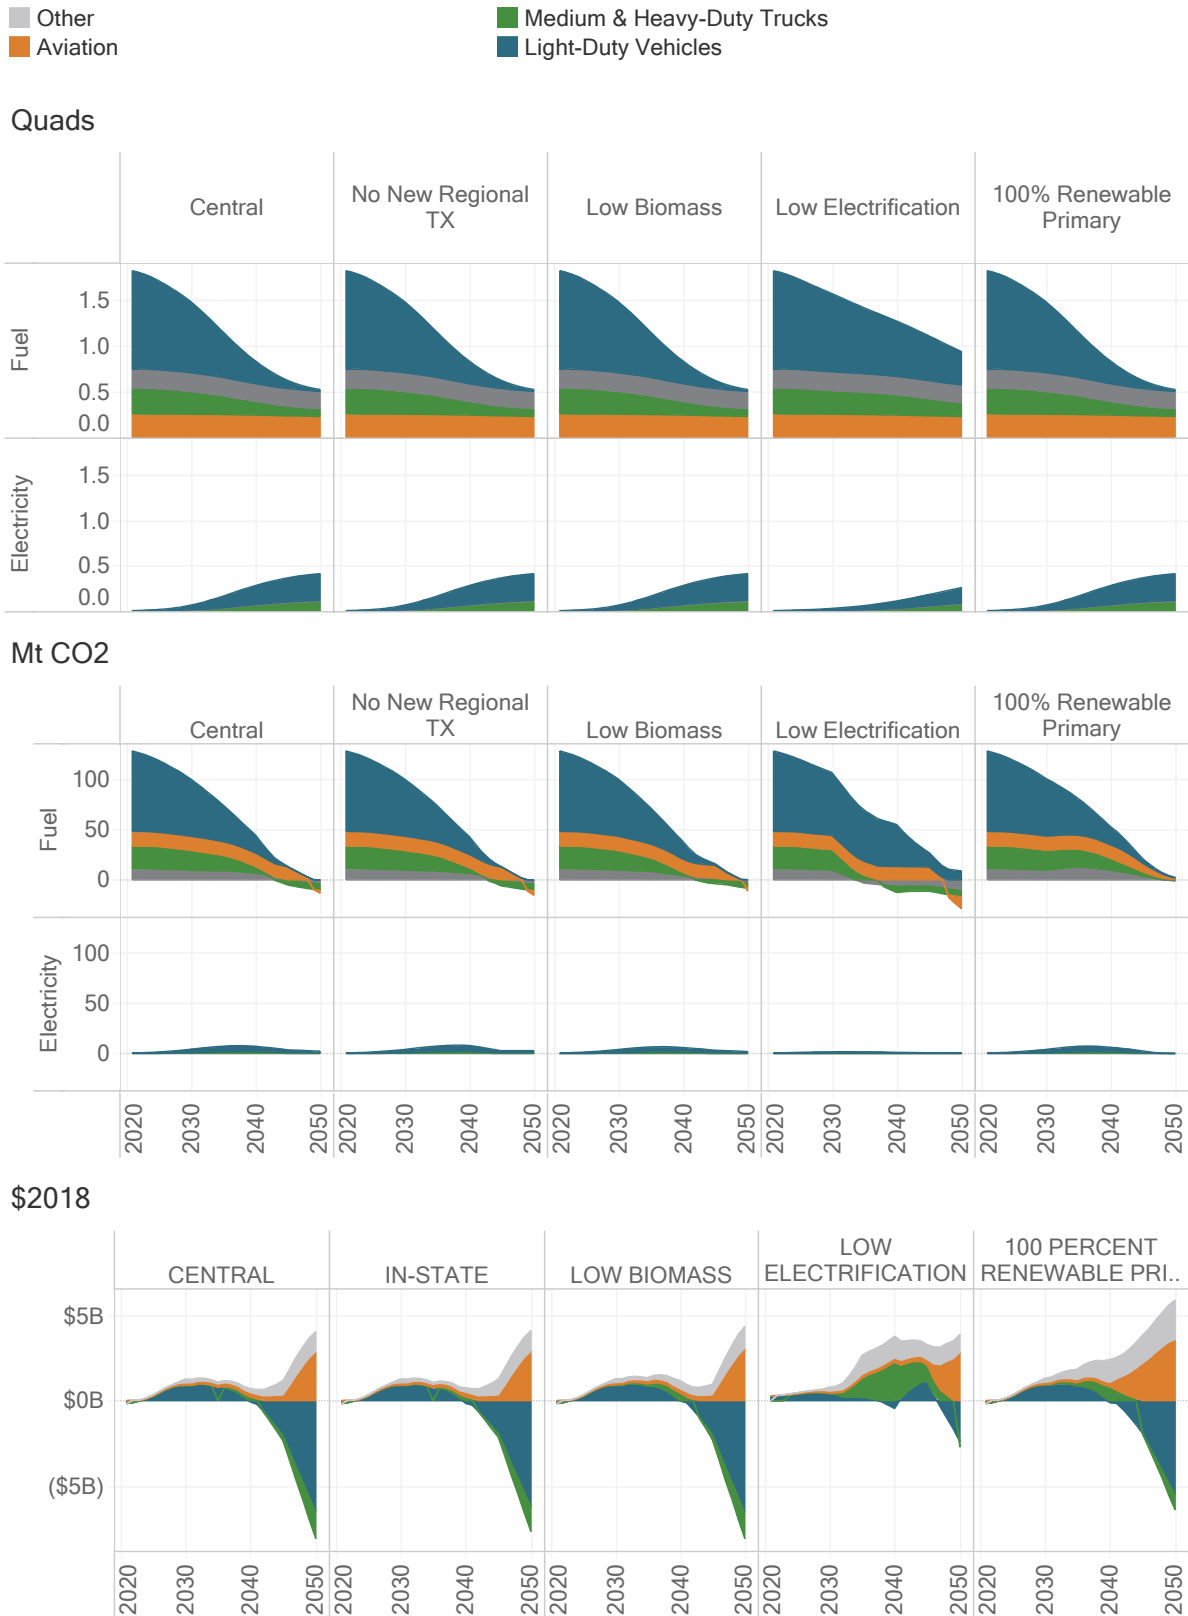 Other
Medium & Heavy-Duty Trucks
Aviation
Light-Duty Vehicles
Quads
Central
No New Regional
TX
Low Biomass
Low Electrification
100% Renewable
Primary
Fuel
1.5
1.0
0.5
0.0
Electricity
1.5
1.0
0.5
0.0
Mt CO2
Central
No New Regional
TX
Low Biomass
Low Electrification
100% Renewable
Primary
Fuel
100
50
0
Electricity
100
50
0
2020
2030
2040
2050
2020
2030
2040
2050
2020
2030
2040
2050
2020
2030
2040
2050
2020
2030
2040
2050
$2018
CENTRAL
IN-STATE
LOW BIOMASS
LOW
ELECTRIFICATION
100 PERCENT
RENEWABLE PRI..
$5B
$0B
($5B)
2020
2030
2040
2050
2020
2030
2040
2050
2020
2030
2040
2050
2020
2030
2040
2050
2020
2030
2040
2050